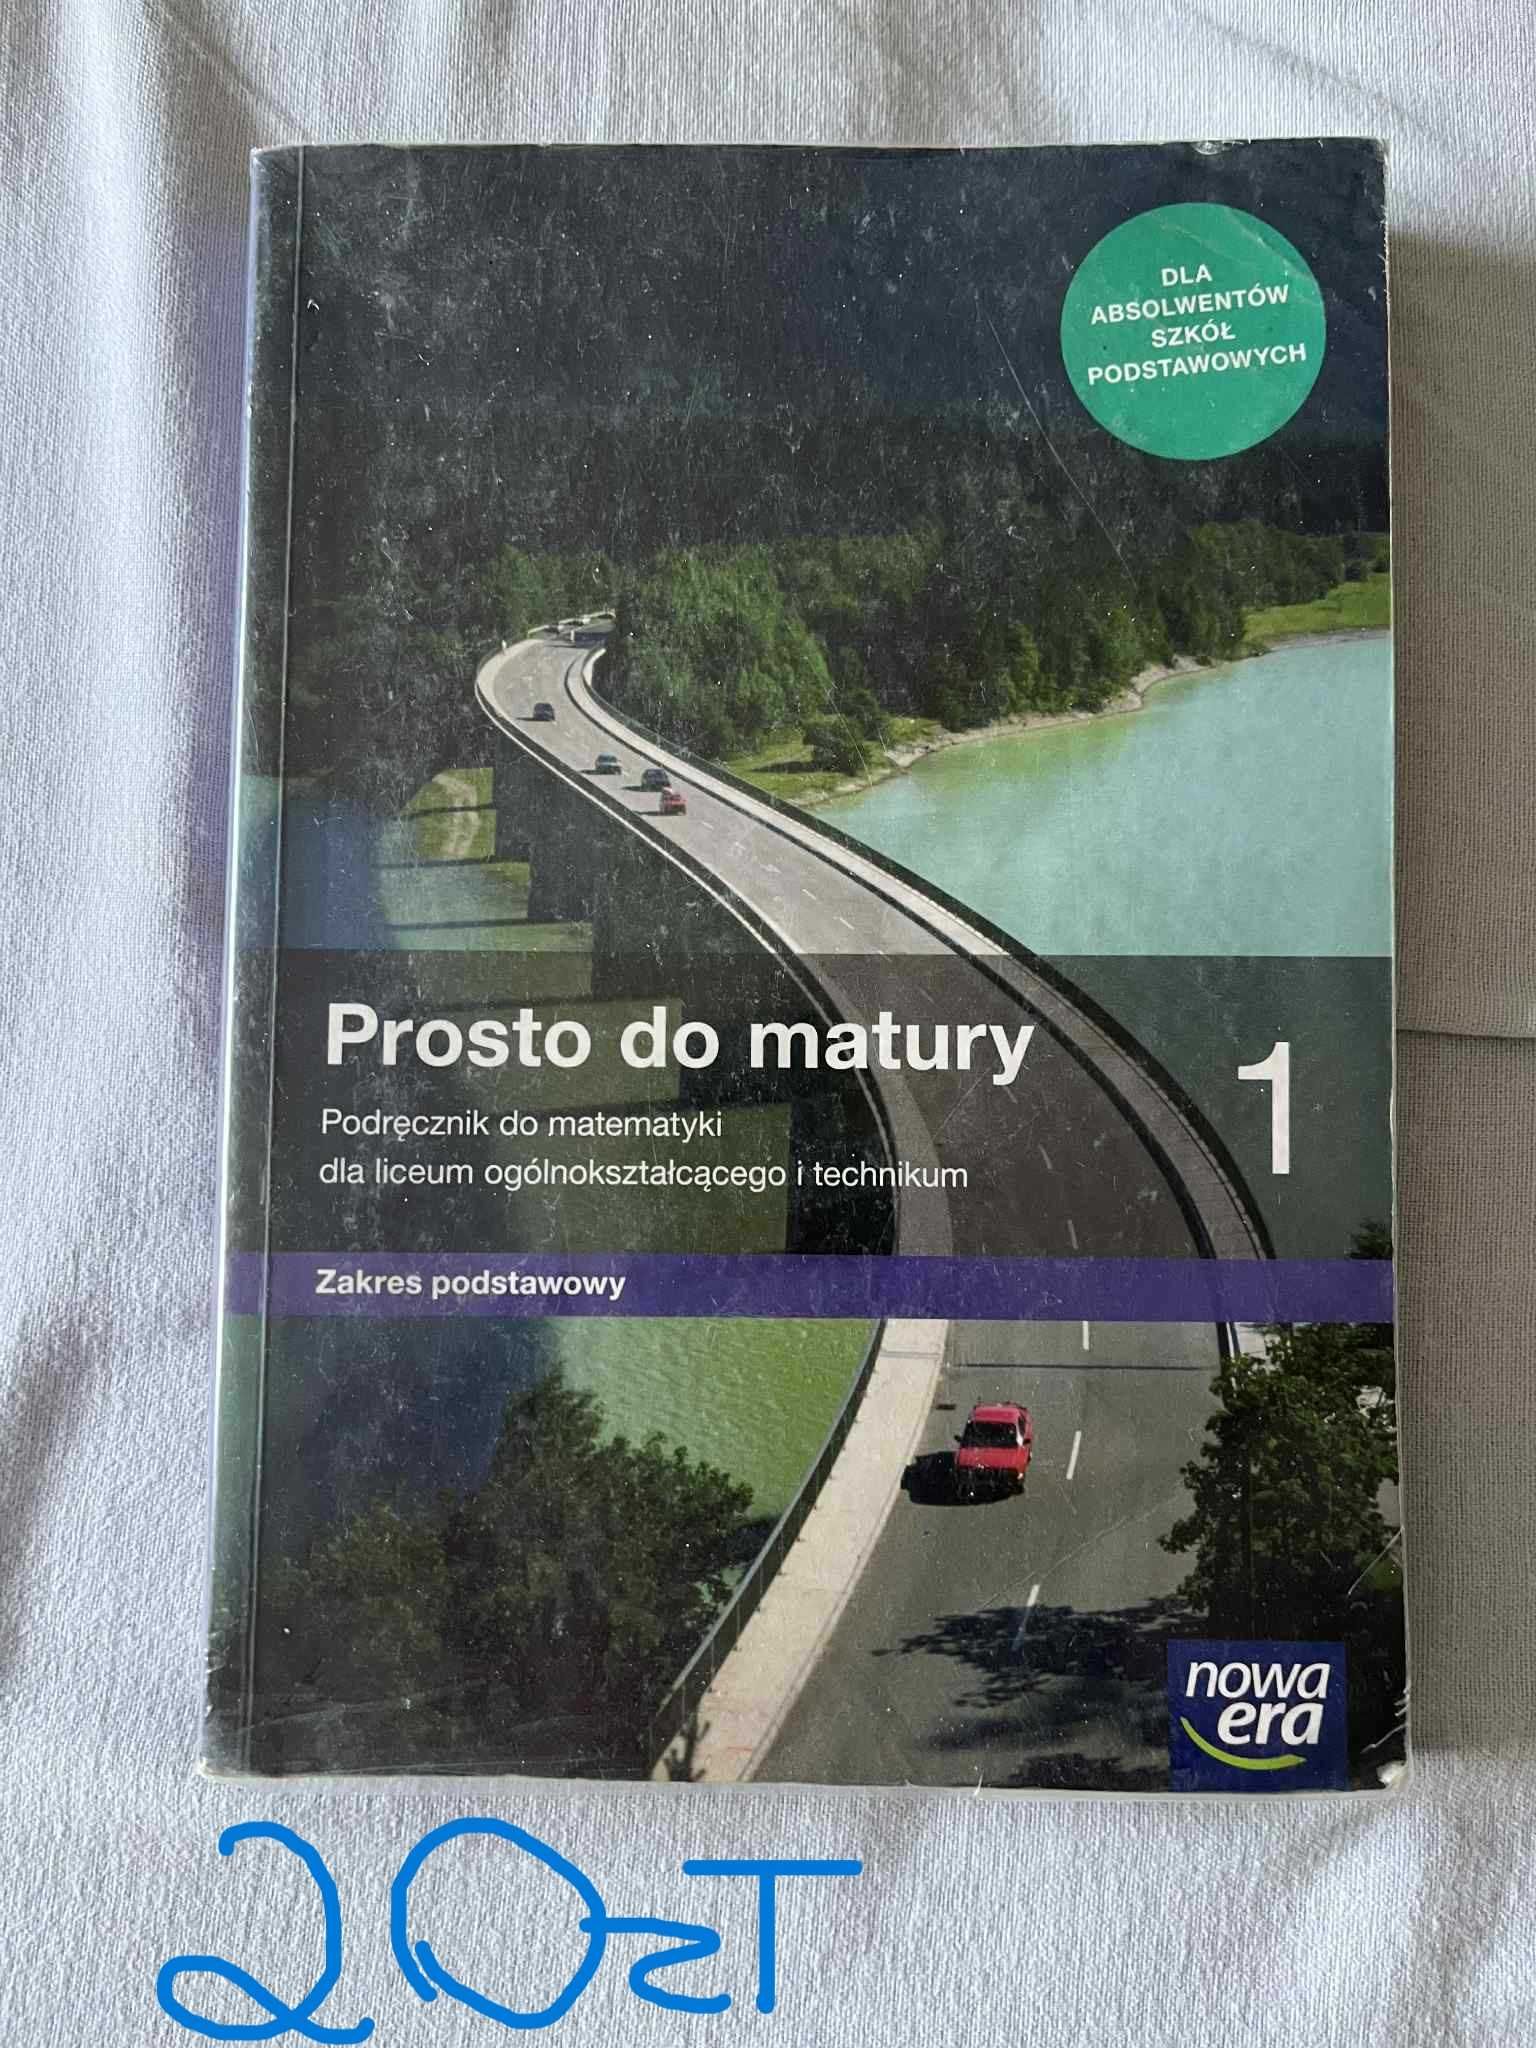 DLA
ABSOLWENTÓW
SZKÓŁ
PODSTAWOWYCH
Prosto do matury 1
Podręcznik do matematyki
dla liceum ogólnokształcącego i technikum
Zakres podstawowy
nowa
era
20zł